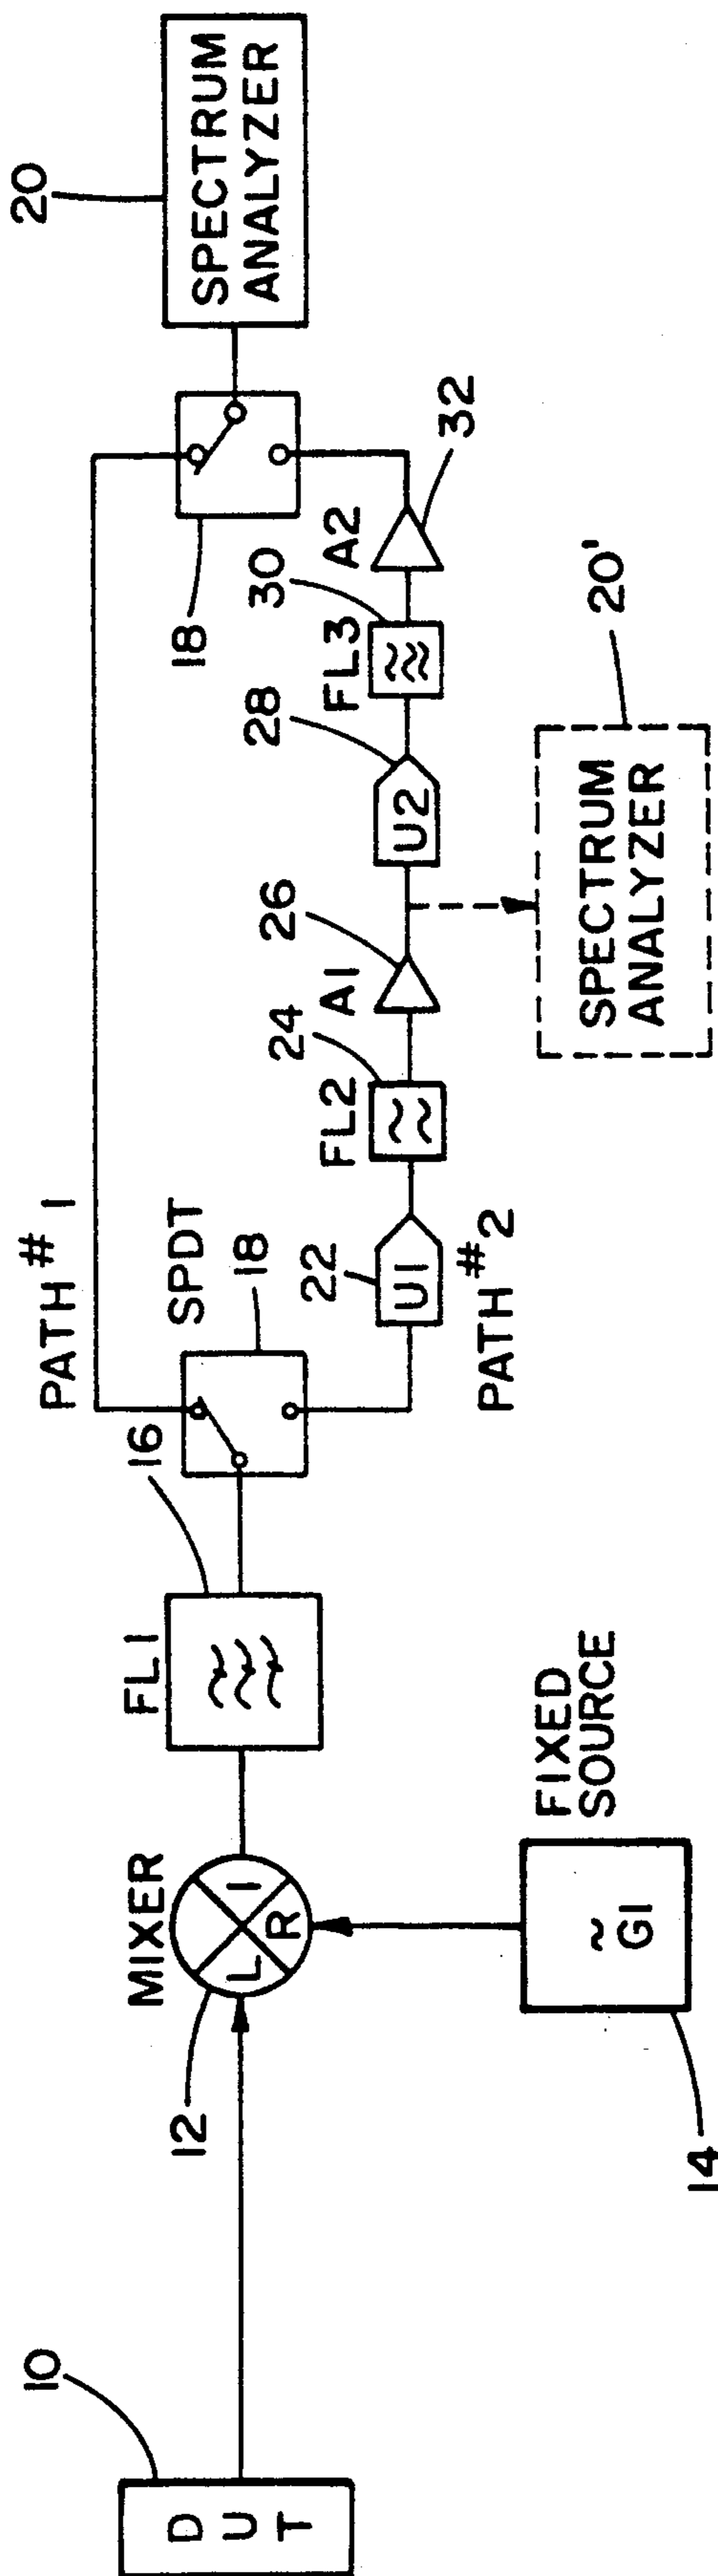 10
DUT
12
MIXER
L
R
I
14
G1
FIXED
SOURCE
FL1
16
SPDT
18
PATH #1
22
U1
PATH #2
FL2
24
A1
26
U2
28
FL3
30
A2
32
18
20
SPECTRUM
ANALYZER
SPECTRUM
ANALYZER
20'